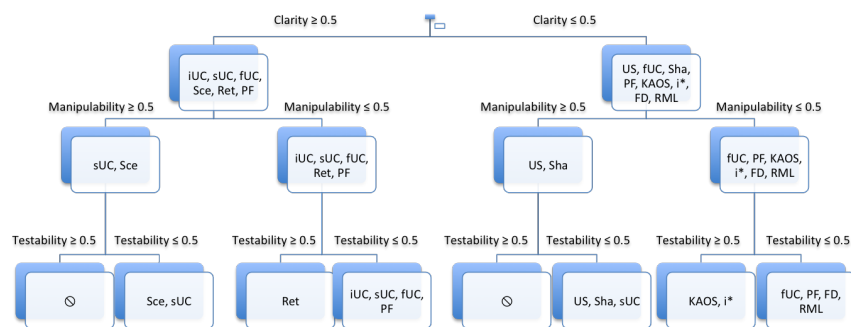 Clarity ≥ 0.5
Clarity ≤ 0.5
iUC, sUC, fUC,
Sce, Ret, PF
US, fUC, Sha,
PF, KAOS, i*,
FD, RML
Manipulability ≥ 0.5
Manipulability ≤ 0.5
Manipulability ≥ 0.5
Manipulability ≤ 0.5
sUC, Sce
iUC, sUC, fUC,
Ret, PF
US, Sha
fUC, PF, KAOS,
i*, FD, RML
Testability ≥ 0.5
Testability ≤ 0.5
Testability ≥ 0.5
Testability ≤ 0.5
Testability ≥ 0.5
Testability ≤ 0.5
Testability ≥ 0.5
Testability ≤ 0.5
Sce, sUC
Ret
iUC, sUC, fUC,
PF
US, Sha, sUC
KAOS, i*
fUC, PF, FD,
RML